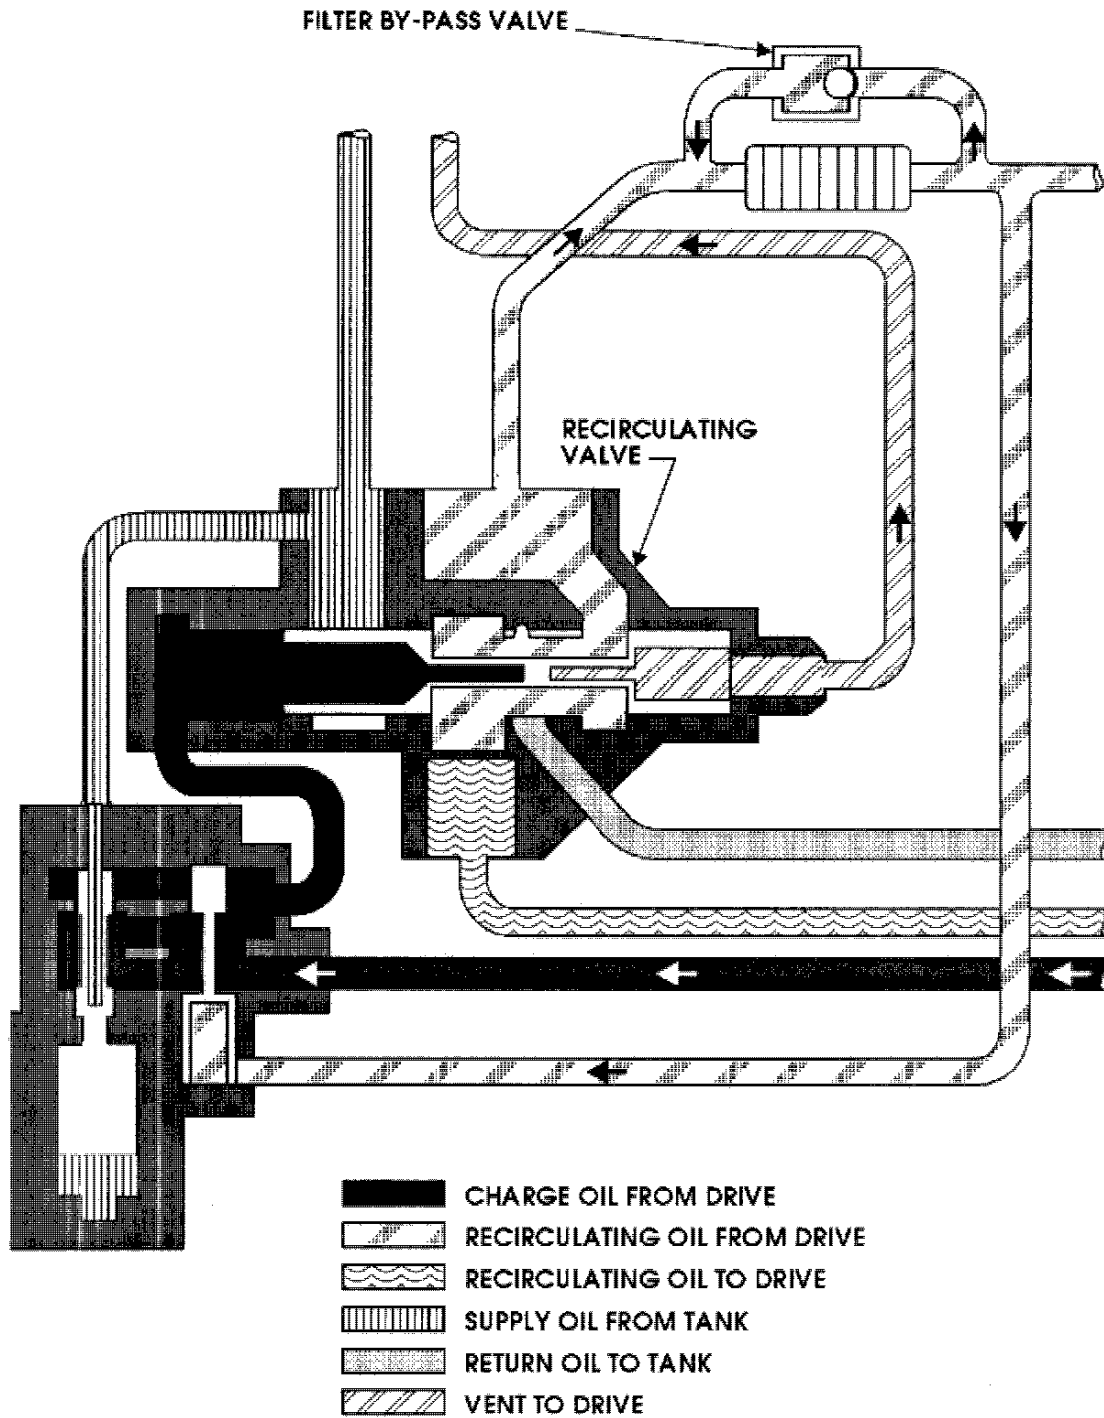 FILTER BY-PASS VALVE
RECIRCULATING
VALVE
CHARGE OIL FROM DRIVE
RECIRCULATING OIL FROM DRIVE
RECIRCULATING OIL TO DRIVE
SUPPLY OIL FROM TANK
RETURN OIL TO TANK
VENT TO DRIVE